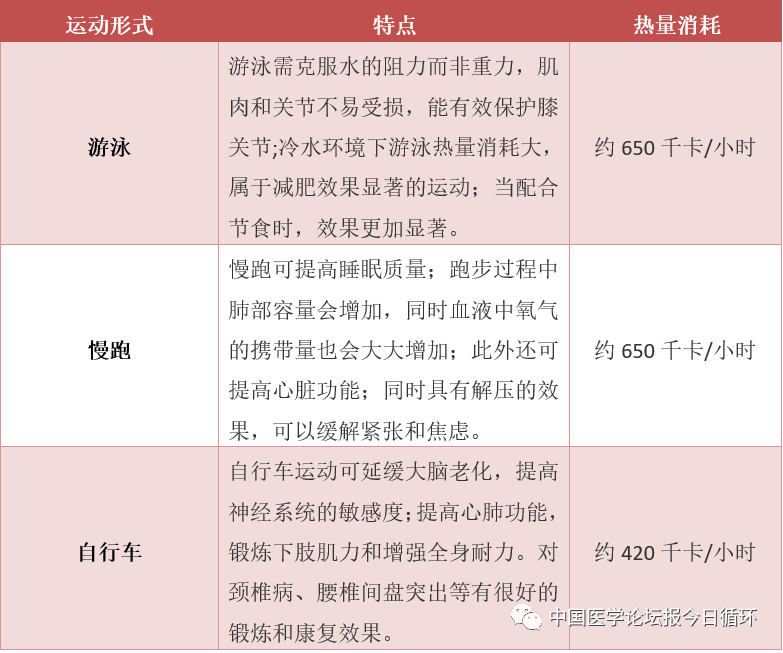 运动形式 特点 热量消耗
游泳需克服水的阻力而非重力，肌
肉和关节不易受损，能有效保护膝
游泳 关节;冷水环境下游泳热量消耗大， 约 650 千卡/小时
属于减肥效果显著的运动；当配合
节食时，效果更加显著。
慢跑可提高睡眠质量；跑步过程中
肺部容量会增加，同时血液中氧气
慢跑 的携带量也会大大增加；此外还可 约 650 千卡/小时
提高心脏功能；同时具有解压的效
果，可以缓解紧张和焦虑。
自行车运动可延缓大脑老化，提高
神经系统的敏感度;提高心肺功能，
自行车 锻炼下肢肌力和增强全身耐力。对 约 420 千卡/小时
颈椎病、腰椎间盘突出等有很好的
锻炼和康复效果。
中国医学论坛报今日循环